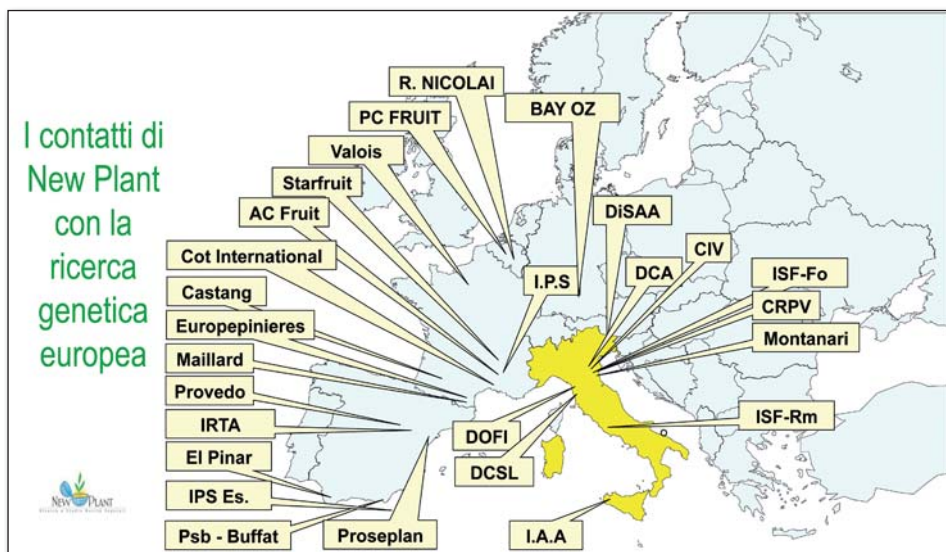 I contatti di
New Plant
con la
ricerca
genetica
europea
R. NICOLAI
PC FRUIT
BAY OZ
Valois
Starfruit
AC Fruit
DiSAA
Cot International
CIV
I.P.S
DCA
ISF-Fo
Castang
CRPV
Europepinieres
Montanari
Maillard
Provedo
IRTA
DOFI
ISF-Rm
El Pinar
DCSL
IPS Es.
Psb - Buffat
Proseplan
I.A.A
NEW PLANT